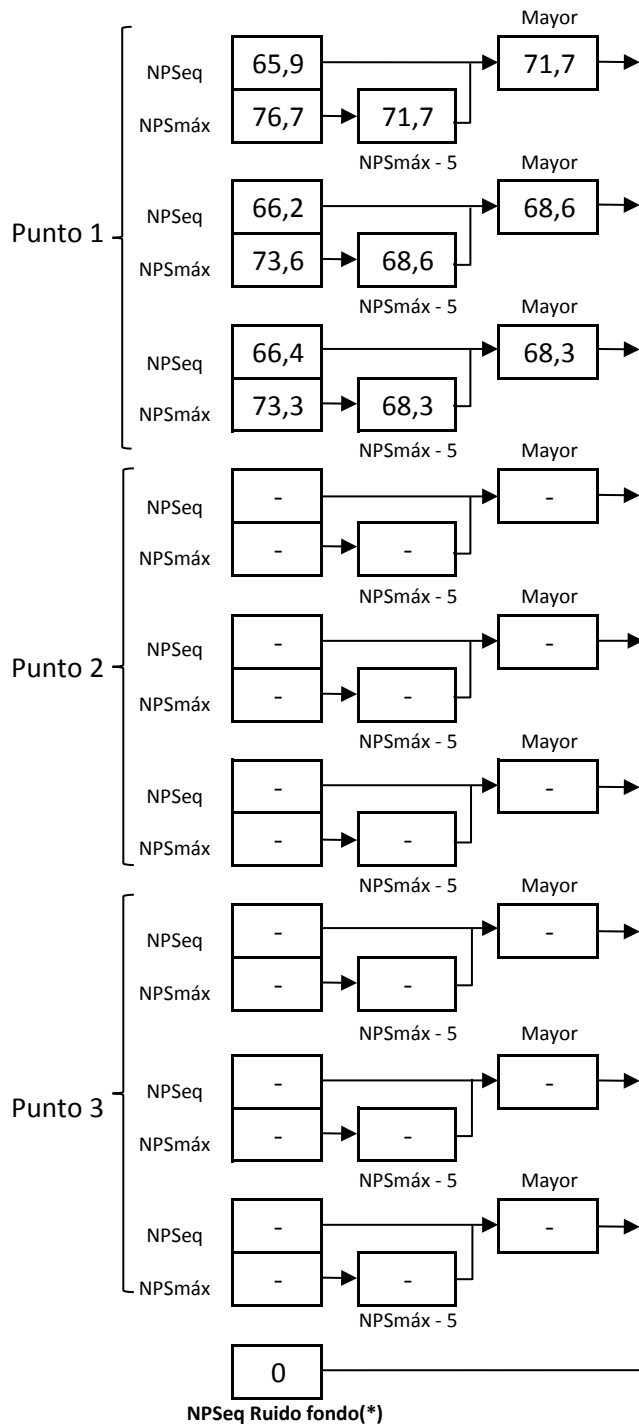 Mayor
NPSeq 65,9 71,7
NPSmáx 76,7 71,7
NPSmáx - 5
Mayor
NPSeq 66,2 68,6
Punto 1
NPSmáx 73,6 68,6
NPSmáx - 5
Mayor
NPSeq 66,4 68,3
NPSmáx 73,3 68,3
NPSmáx - 5
Mayor
NPSeq - -
NPSmáx - -
NPSmáx - 5
Mayor
NPSeq - -
Punto 2
NPSmáx - -
NPSmáx - 5
Mayor
NPSeq - -
NPSmáx - -
NPSmáx - 5
Mayor
NPSeq - -
NPSmáx - -
NPSmáx - 5
Mayor
NPSeq - -
Punto 3
NPSmáx - -
NPSmáx - 5
Mayor
NPSeq - -
NPSmáx - -
NPSmáx - 5
0
NPSeq Ruido fondo(*)